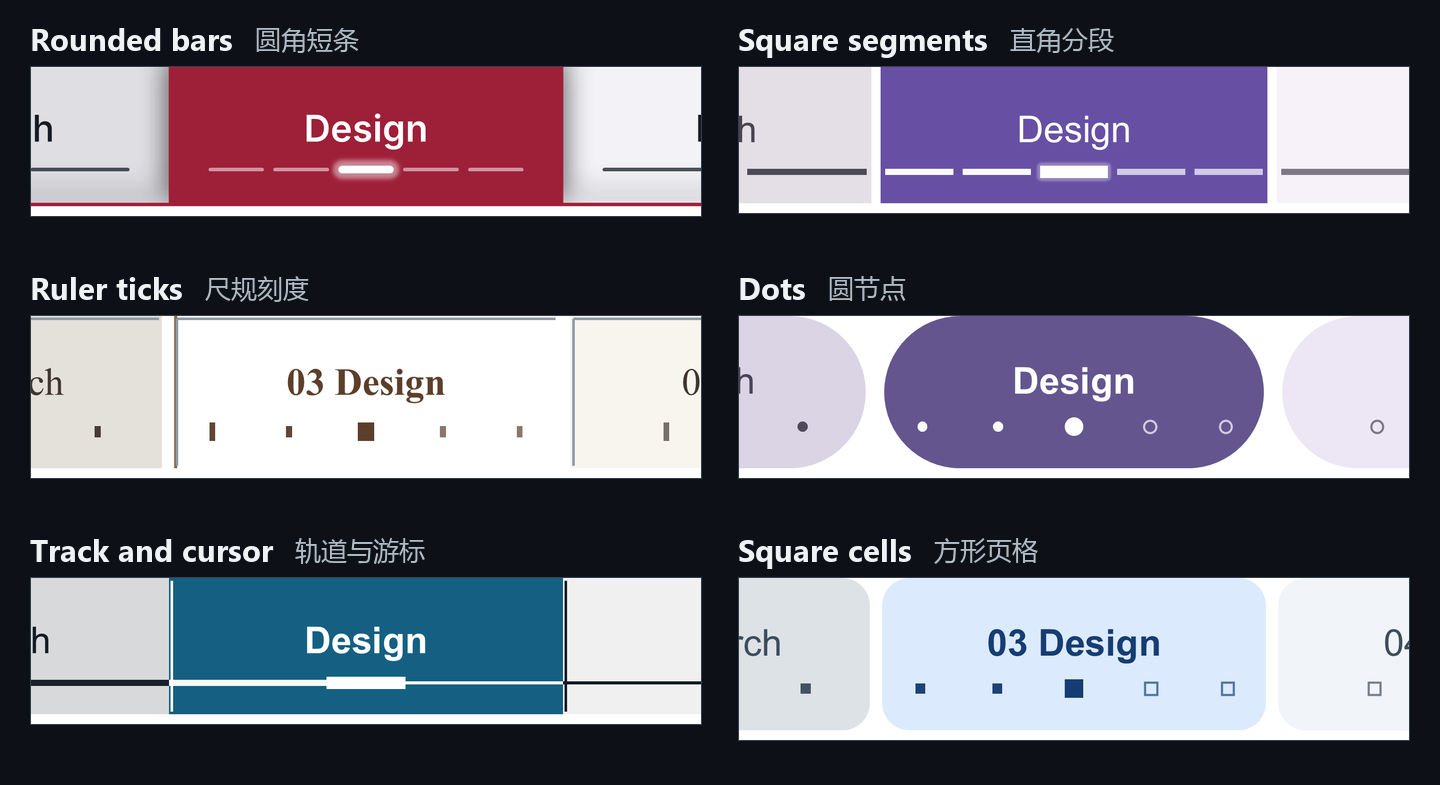 Rounded bars 圆角短条
h Design
Square segments 直角分段
h Design
Ruler ticks 尺规刻度
ch 03 Design 0
Dots 圆节点
h Design
Track and cursor 轨道与游标
h Design
Square cells 方形页格
rch 03 Design 04